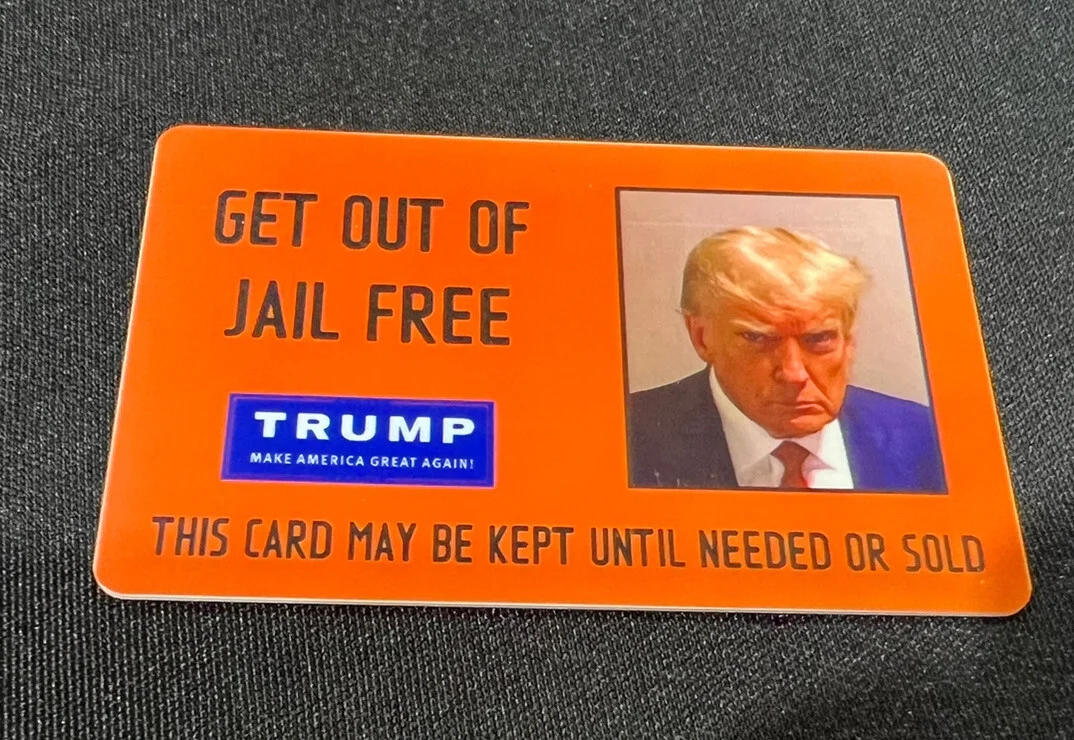 GET OUT OF
JAIL FREE
TRUMP
MAKE AMERICA GREAT AGAIN!
THIS CARD MAY BE KEPT UNTIL NEEDED OR SOLD